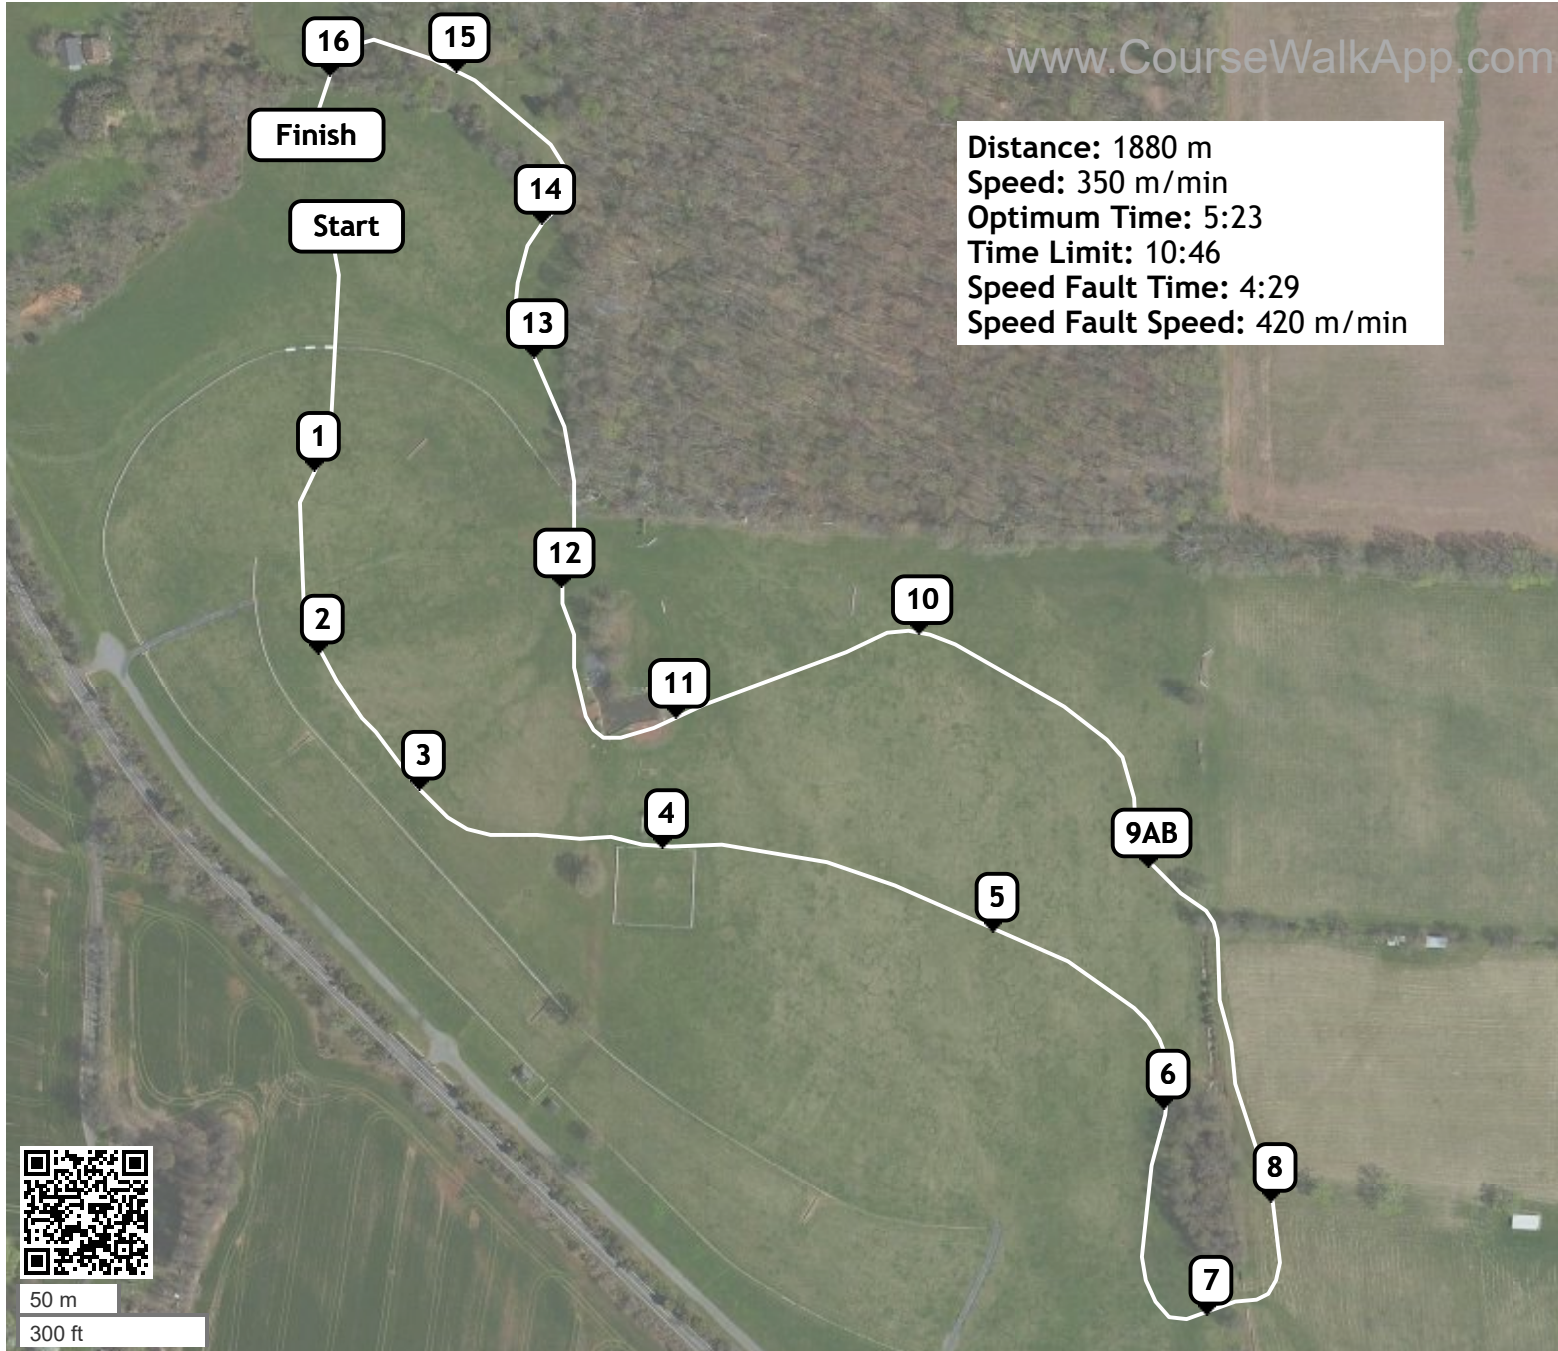 www.CourseWalkApp.com
16
15
Finish
Distance: 1880 m
Speed: 350 m/min
Optimum Time: 5:23
Time Limit: 10:46
Speed Fault Time: 4:29
Speed Fault Speed: 420 m/min
14
Start
13
1
12
10
2
11
3
4
9AB
5
6
8
7
50 m
300 ft